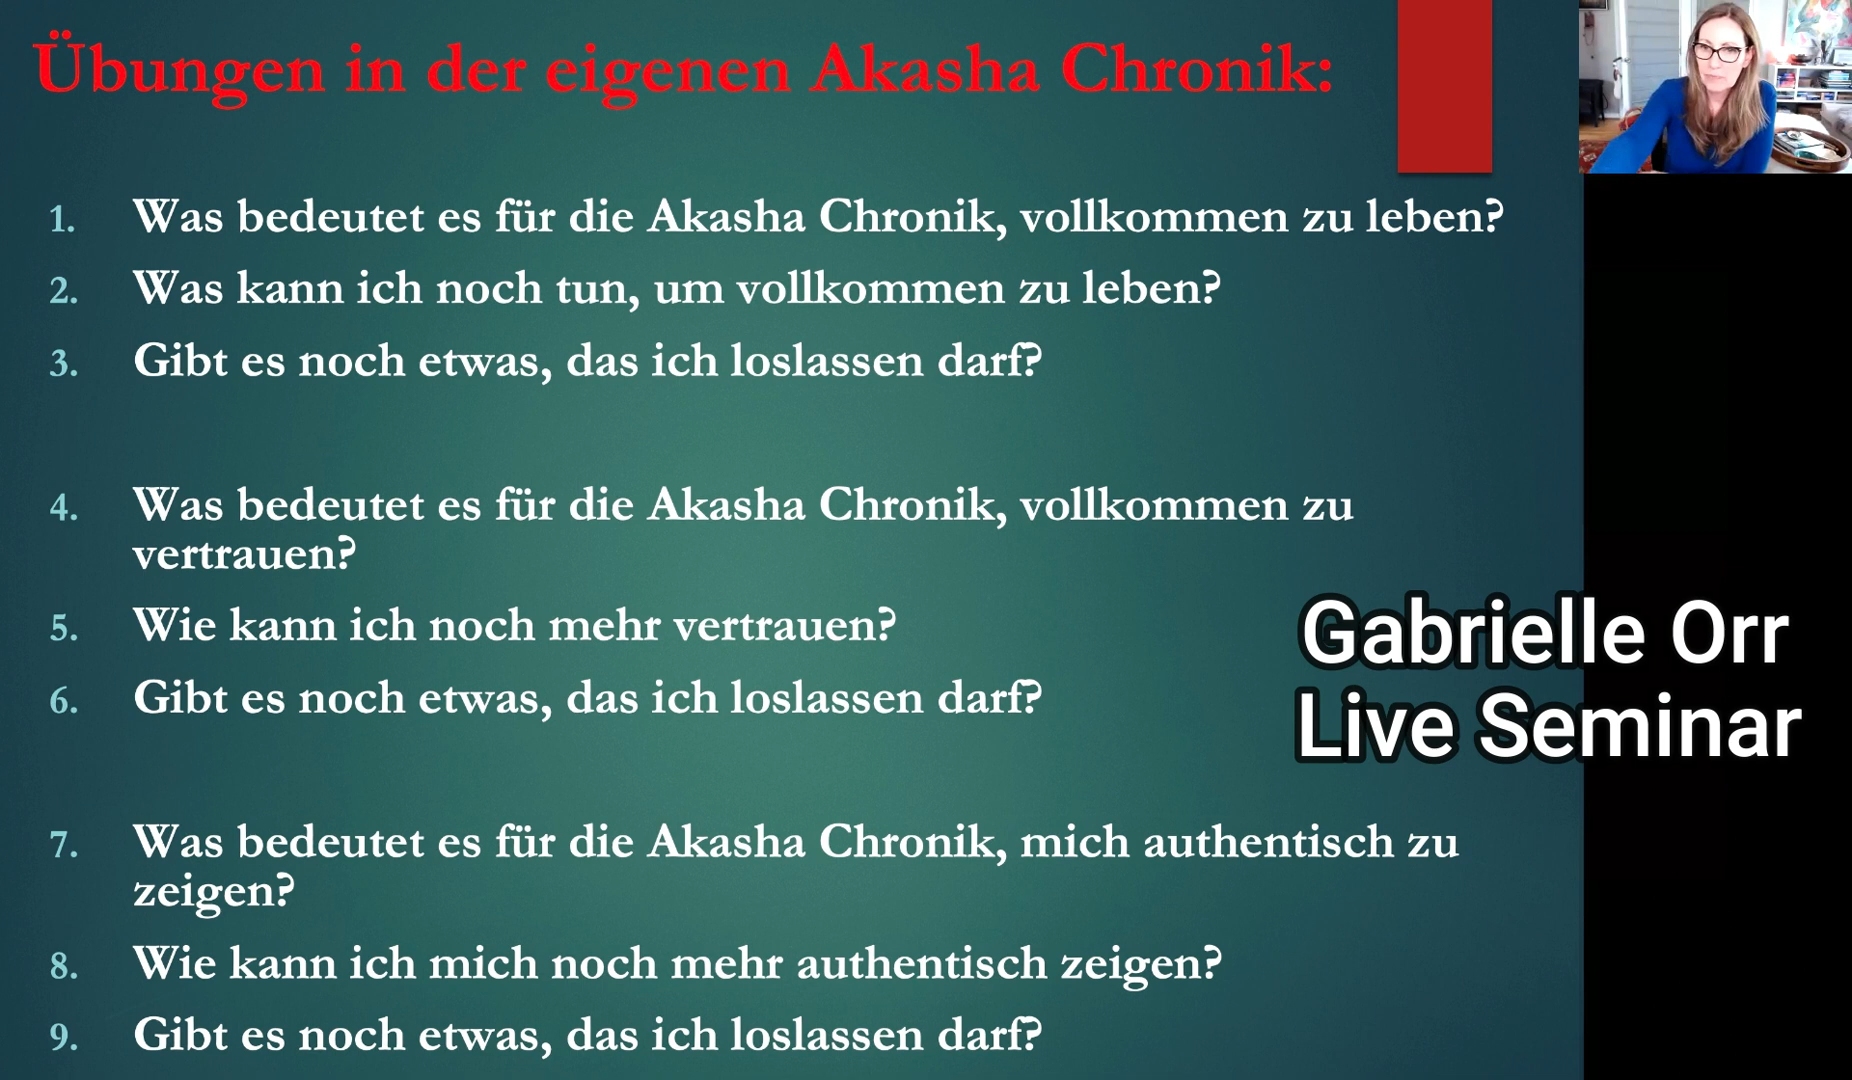 Übungen in der eigenen Akasha Chronik:
1. Was bedeutet es für die Akasha Chronik, vollkommen zu leben?
2. Was kann ich noch tun, um vollkommen zu leben?
3. Gibt es noch etwas, das ich loslassen darf?
4. Was bedeutet es für die Akasha Chronik, vollkommen zu
vertrauen?
5. Wie kann ich noch mehr vertrauen?
6. Gibt es noch etwas, das ich loslassen darf?
Gabrielle Orr
Live Seminar
7. Was bedeutet es für die Akasha Chronik, mich authentisch zu
zeigen?
8. Wie kann ich mich noch mehr authentisch zeigen?
9. Gibt es noch etwas, das ich loslassen darf?